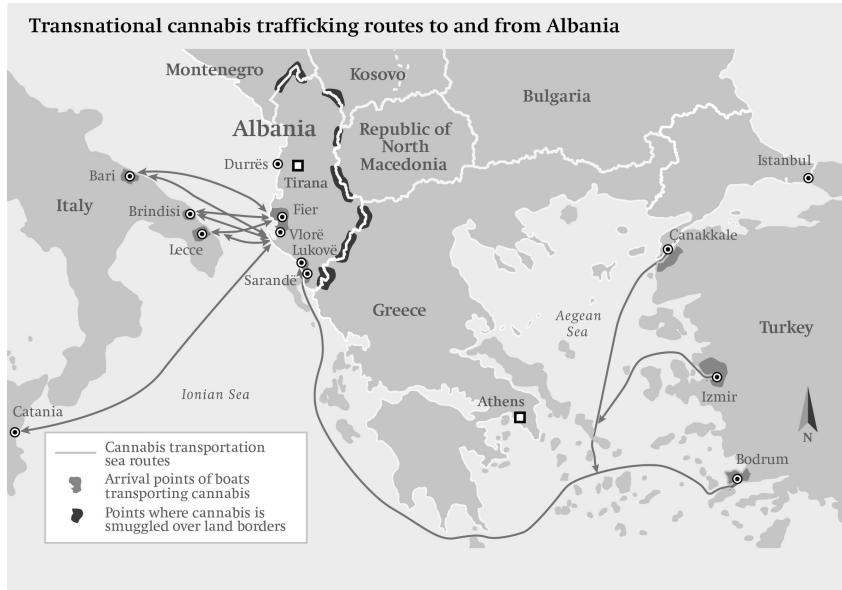 Transnational cannabis trafficking routes to and from Albania
Montenegro
Kosovo
Bulgaria
Albania
Republic of
North
Macedonia
Durrës
Tirana
Istanbul
Bari
Italy
Brindisi
Fier
Vlorë
Lecce
Lukovë
Sarandë
Çanakkale
Greece
Aegean
Sea
Turkey
Ionian Sea
Izmir
Athens
Catania
N
Bodrum
Cannabis transportation
sea routes
Arrival points of boats
transporting cannabis
Points where cannabis is
smuggled over land borders